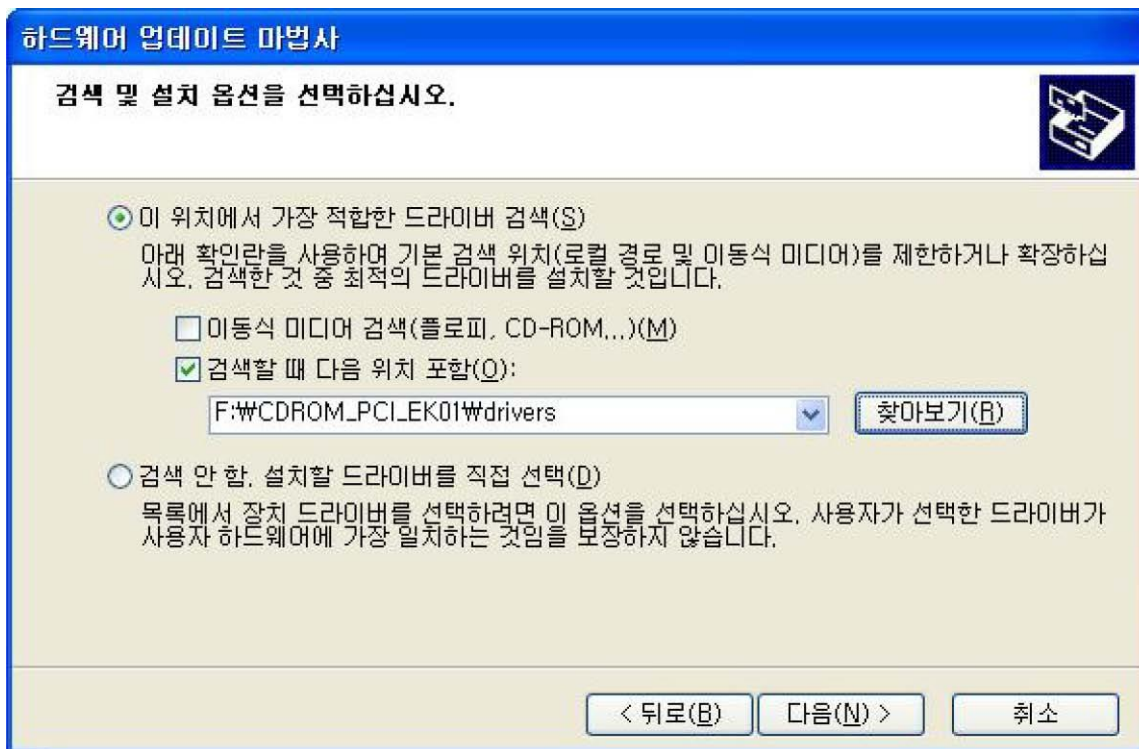 하드웨어 업데이트 마법사
검색 및 설치 옵션을 선택하십시오.
이 위치에서 가장 적합한 드라이버 검색(S)
아래 확인란을 사용하여 기본 검색 위치(로컬 경로 및 이동식 미디어)를 제한하거나 확장하십
시오. 검색한 것 중 최적의 드라이버를 설치할 것입니다.
이동식 미디어 검색(플로피, CD-ROM...)(M)
검색할 때 다음 위치 포함(O):
F:₩CDROM_PCI_EK01₩drivers
찾아보기(R)
검색 안 함. 설치할 드라이버를 직접 선택(D)
목록에서 장치 드라이버를 선택하려면 이 옵션을 선택하십시오. 사용자가 선택한 드라이버가
사용자 하드웨어에 가장 일치하는 것임을 보장하지 않습니다.
< 뒤로(B) 다음(N) > 취소